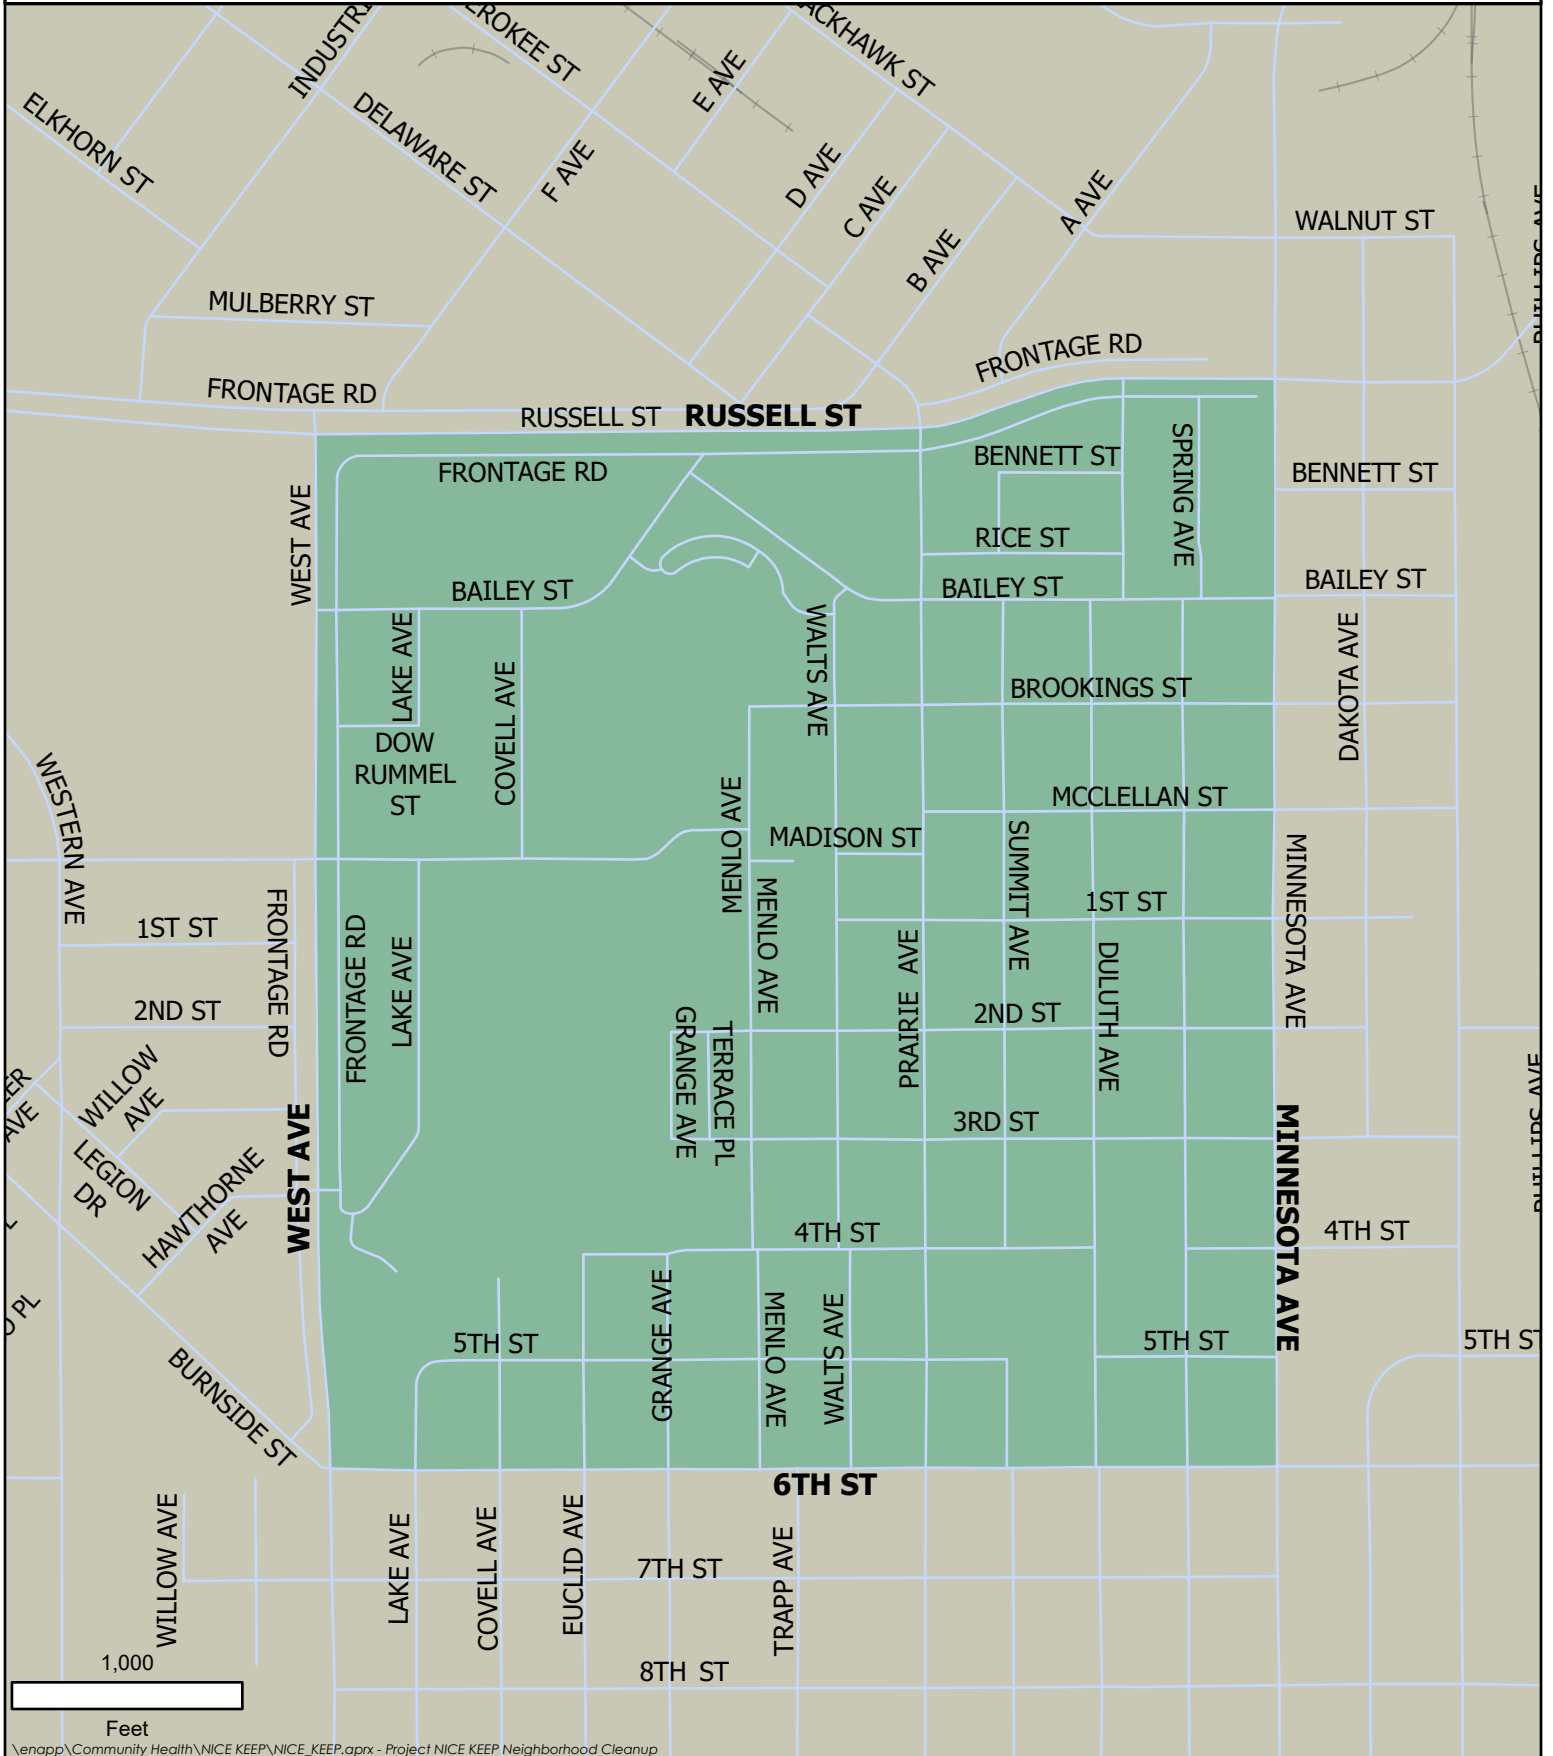 INDUSTRI
EROKEE ST
ACKHAWK ST
E AVE
ELKHORN ST
DELAWARE ST
F AVE
D AVE
C AVE
A AVE
B AVE
WALNUT ST
PHILLIPS AVE
MULBERRY ST
FRONTAGE RD
FRONTAGE RD
RUSSELL ST
RUSSELL ST
FRONTAGE RD
BENNETT ST
SPRING AVE
BENNETT ST
WEST AVE
RICE ST
BAILEY ST
BAILEY ST
BAILEY ST
LAKE AVE
COVELL AVE
WALTS AVE
DAKOTA AVE
BROOKINGS ST
DOW
RUMMEL
ST
WESTERN AVE
MENLO AVE
MCCLELLAN ST
MADISON ST
SUMMIT AVE
MINNESOTA AVE
1ST ST
FRONTAGE RD
FRONTAGE RD
LAKE AVE
MENLO AVE
PRAIRIE AVE
1ST ST
DULUTH AVE
2ND ST
GRANGE AVE
TERRACE PL
2ND ST
ER
AVE
WILLOW
AVE
3RD ST
PHILLIPS AVE
LEGION
DR
HAWTHORNE
AVE
WEST AVE
MINNESOTA AVE
4TH ST
4TH ST
L
O PL
GRANGE AVE
MENLO AVE
WALTS AVE
5TH ST
5TH ST
5TH ST
BURNSIDE ST
6TH ST
WILLOW AVE
LAKE AVE
COVELL AVE
EUCLID AVE
7TH ST
TRAPP AVE
8TH ST
1,000
Feet
\enapp\Community Health\NICE KEEP\NICE_KEEP.aprx - Project NICE KEEP Neighborhood Cleanup